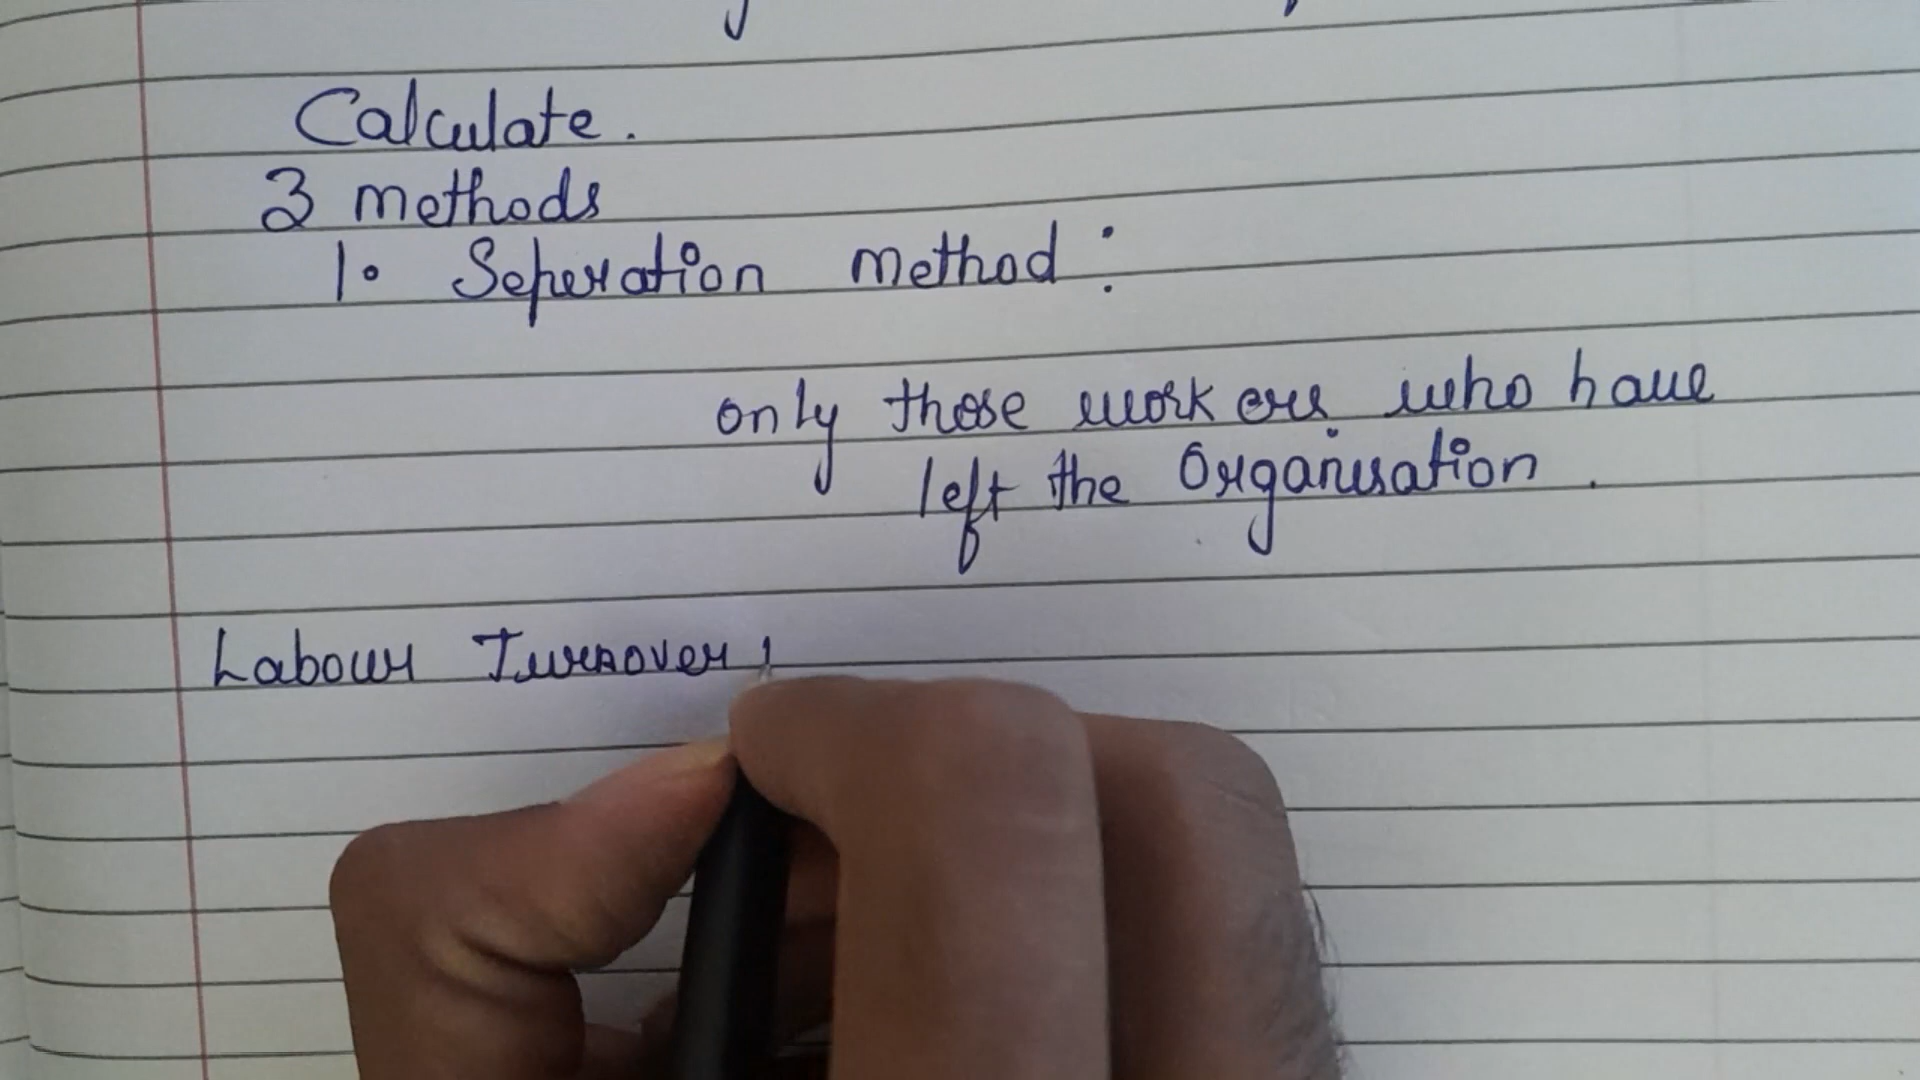 Calculate.
3 methods
1. Seperation method :
only those workers who have
left the Organisation .
Labour Turnover